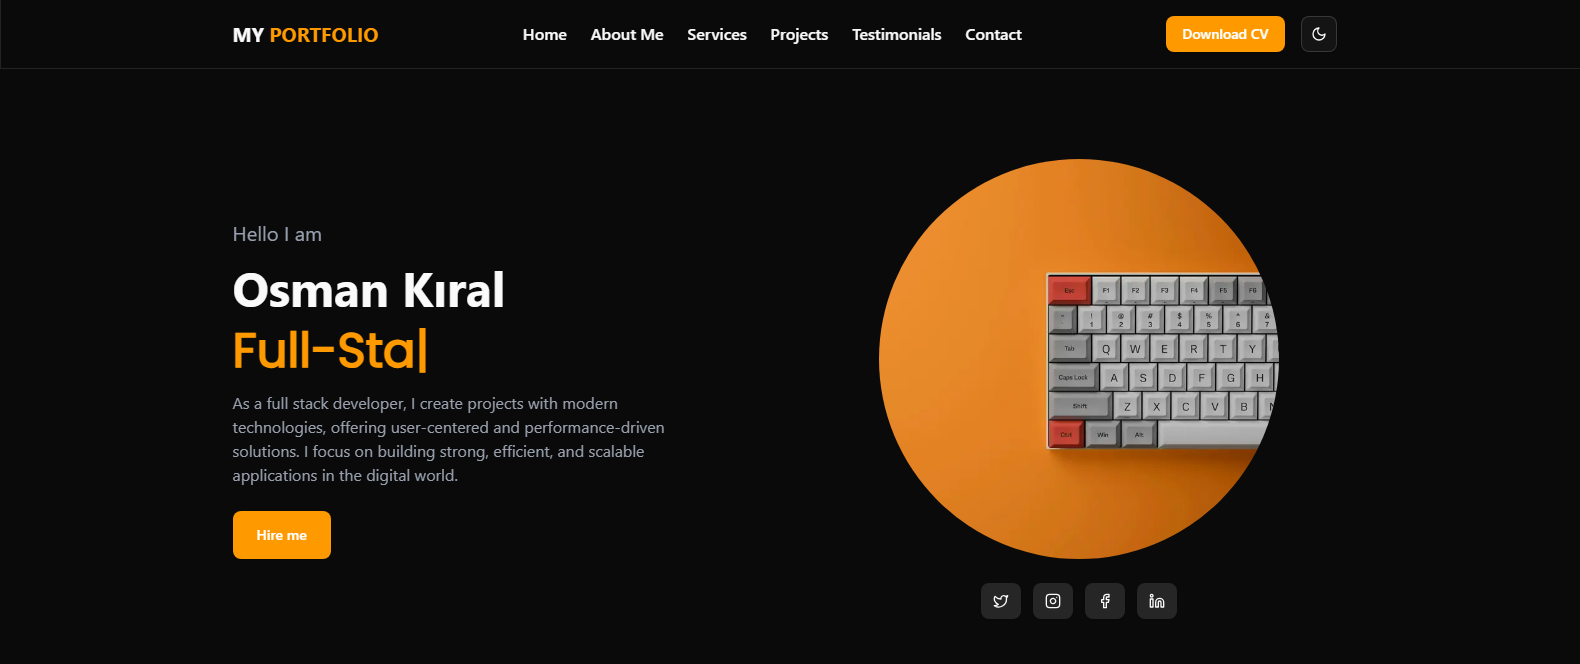 MY PORTFOLIO
Home About Me Services Projects Testimonials Contact
Download CV
Hello I am
Osman Kıral
Full-Sta|
As a full stack developer, I create projects with modern
technologies, offering user-centered and performance-driven
solutions. I focus on building strong, efficient, and scalable
applications in the digital world.
Hire me
Esc F1 F2 F3 F4 F5 F6
~ ! @ # $ % ^ &
1 2 3 4 5 6 7
Tab Q W E R T Y
Caps Lock A S D F G H
Shift Z X C V B
Ctrl Win Alt